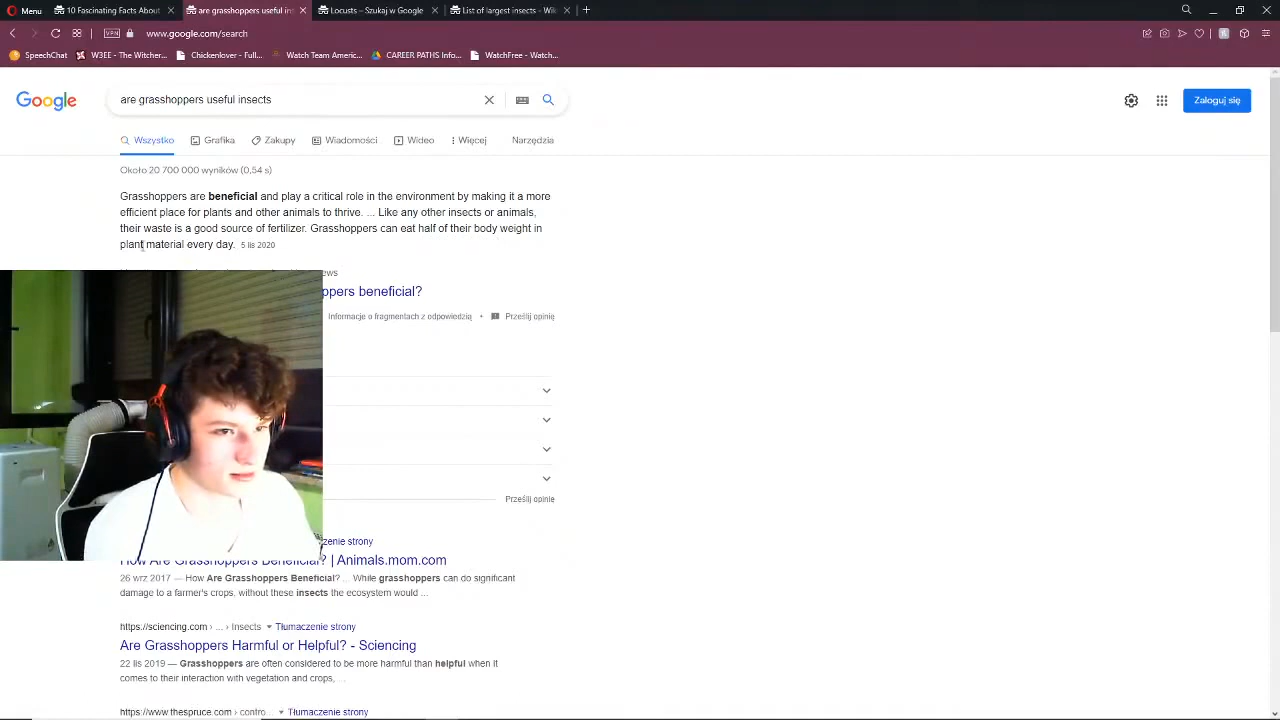 Menu
10 Fascinating Facts About
are grasshoppers useful in
Locusts – Szukaj w Google
List of largest insects - Wik
VPN www.google.com/search
SpeechChat
W3EE - The Witcher...
Chickenlover - Full...
Watch Team Americ...
CAREER PATHs Info...
WatchFree - Watch...
Google
are grasshoppers useful insects
Zaloguj się
Wszystko Grafika Zakupy Wiadomości Wideo Więcej Narzędzia
Około 20 700 000 wyników (0,54 s)
Grasshoppers are beneficial and play a critical role in the environment by making it a more
efficient place for plants and other animals to thrive. ... Like any other insects or animals,
their waste is a good source of fertilizer. Grasshoppers can eat half of their body weight in
plant material every day. 5 lis 2020
ews
ppers beneficial?
Informacje o fragmentach z odpowiedzią • Prześlij opinię
Prześlij opinię
zenie strony
How Are Grasshoppers Beneficial? | Animals.mom.com
26 wrz 2017 — How Are Grasshoppers Beneficial? ... While grasshoppers can do significant
damage to a farmer's crops, without these insects the ecosystem would ...
https://sciencing.com › ... › Insects Tłumaczenie strony
Are Grasshoppers Harmful or Helpful? - Sciencing
22 lis 2019 — Grasshoppers are often considered to be more harmful than helpful when it
comes to their interaction with vegetation and crops, ...
https://www.thespruce.com › contro... Tłumaczenie strony